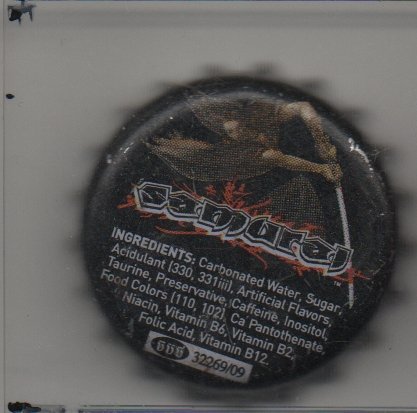 Samurai
TM
INGREDIENTS: Carbonated Water, Sugar,
Acidulant [330, 331iii], Artificial Flavors,
Taurine, Preservative, Caffeine, Inositol,
Food Colors [110, 102], Ca Pantothenate
Niacin, Vitamin B6, Vitamin B2,
Folic Acid, Vitamin B12.
32269/09